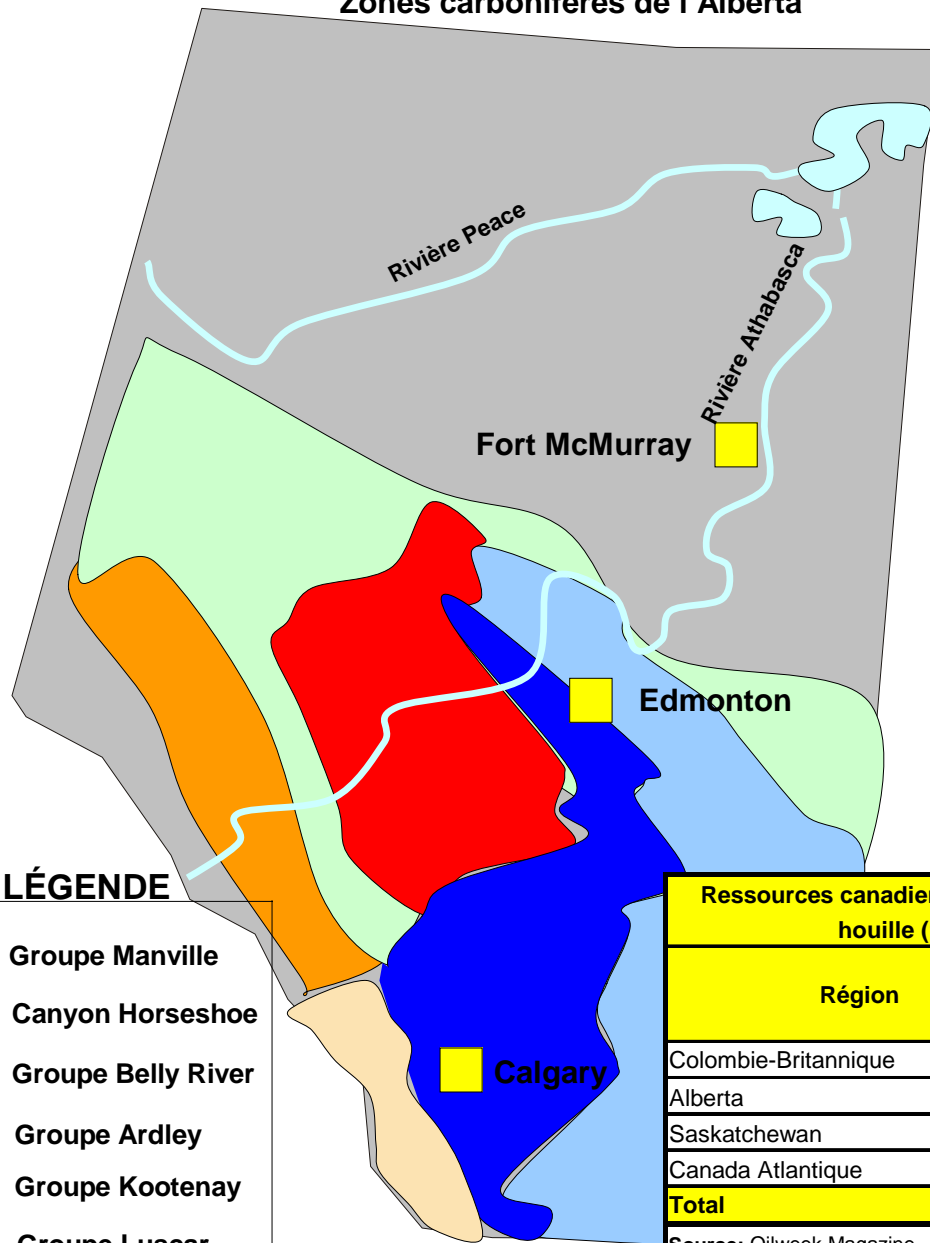 Zones carbonifères de l'Alberta
Rivière Peace
Rivière Athabasca
Fort McMurray
Edmonton
LÉGENDE
Groupe Manville
Canyon Horseshoe
Groupe Belly River
Groupe Ardley
Groupe Kootenay
Groupe Luscar
Calgary
Ressources canadien
houille (
Région
Colombie-Britannique
Alberta
Saskatchewan
Canada Atlantique
Total
Source: Oilweek Magazine